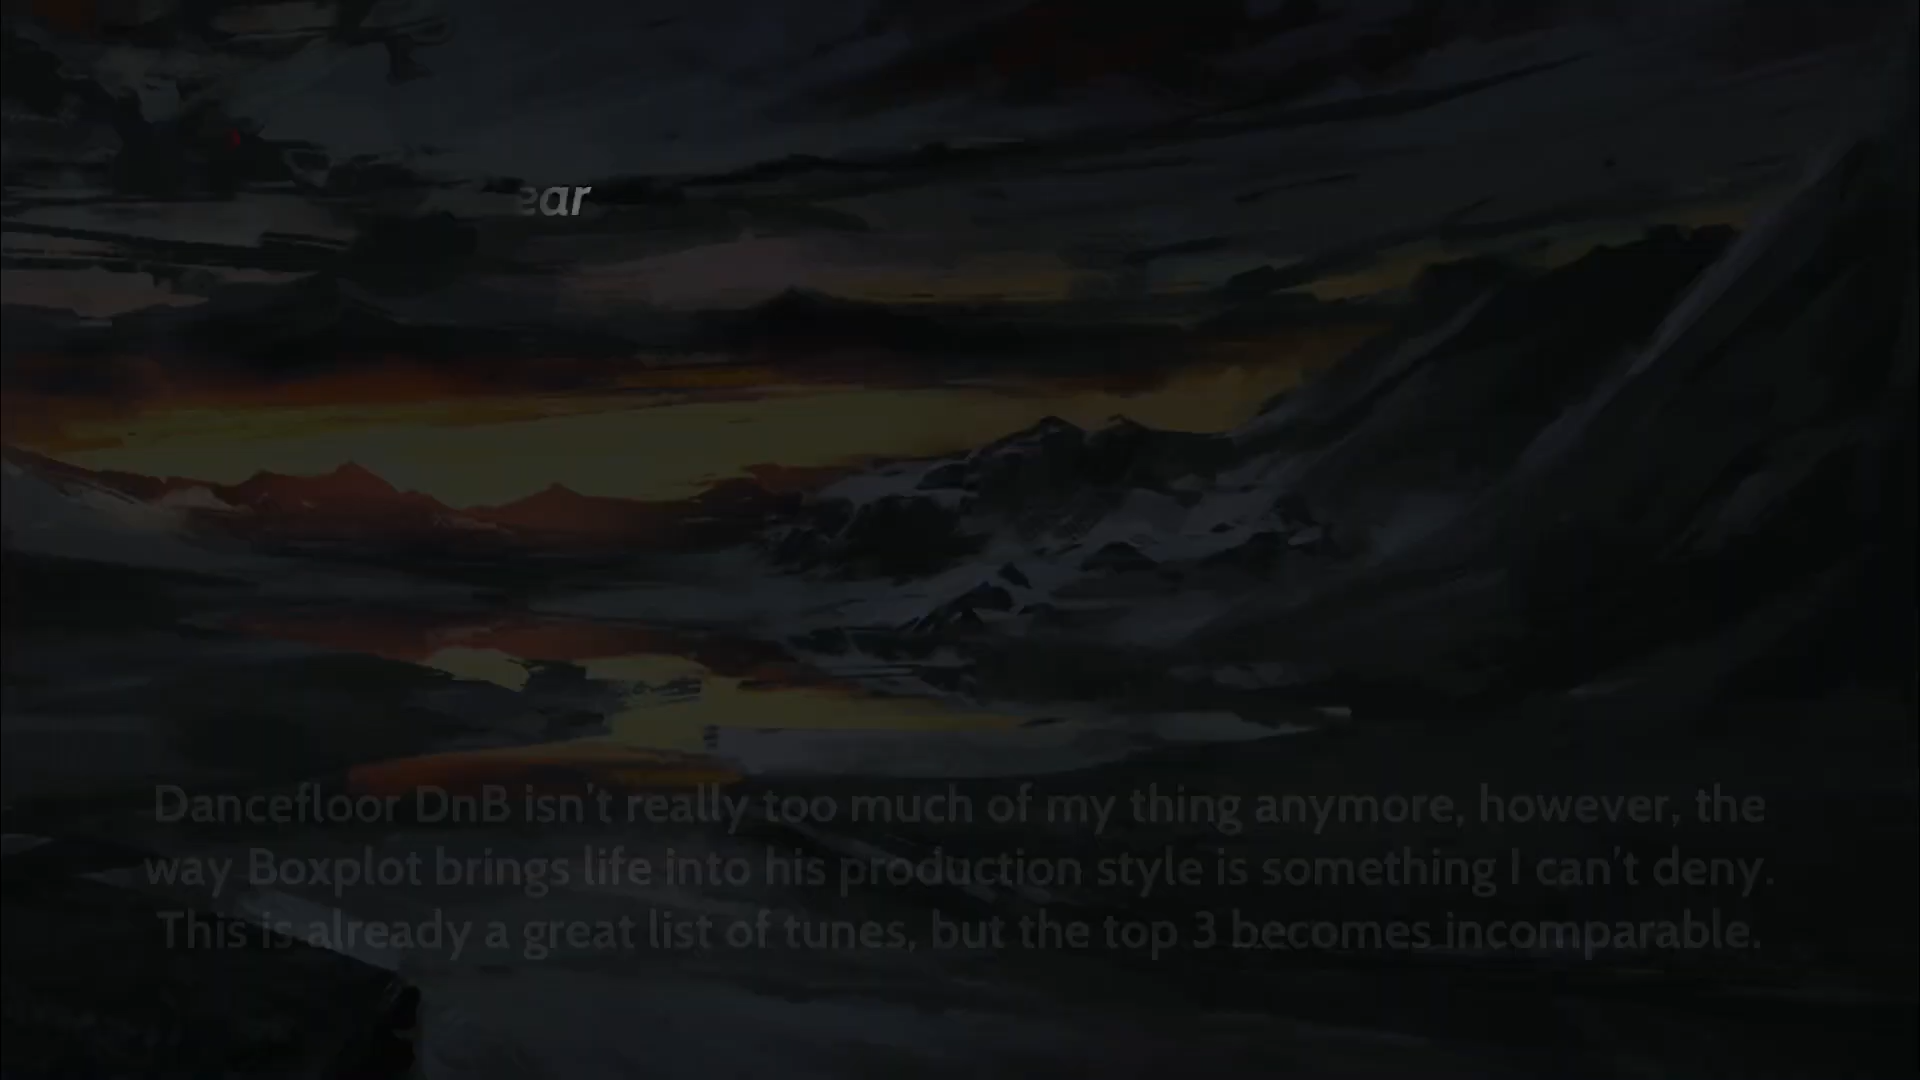 ear
Dancefloor DnB isn't really too much of my thing anymore, however, the
way Boxplot brings life into his production style is something I can't deny.
This is already a great list of tunes, but the top 3 becomes incomparable.